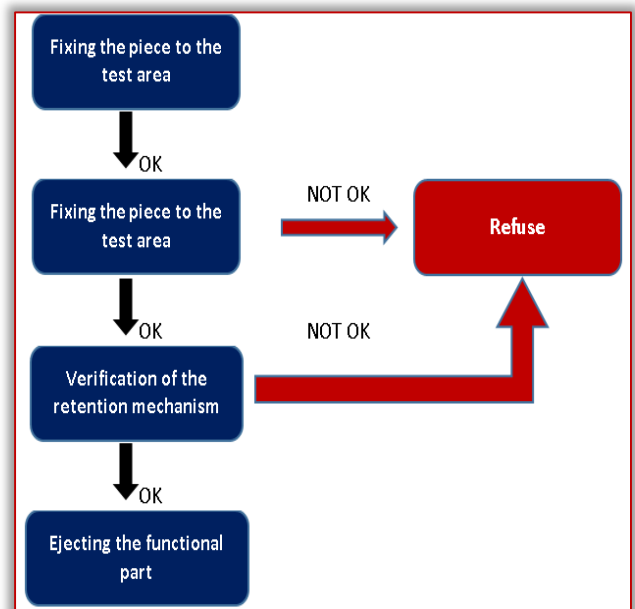 Fixing the piece to the
test area
OK
Fixing the piece to the
test area
NOT OK
Refuse
OK
NOT OK
Verification of the
retention mechanism
OK
Ejecting the functional
part